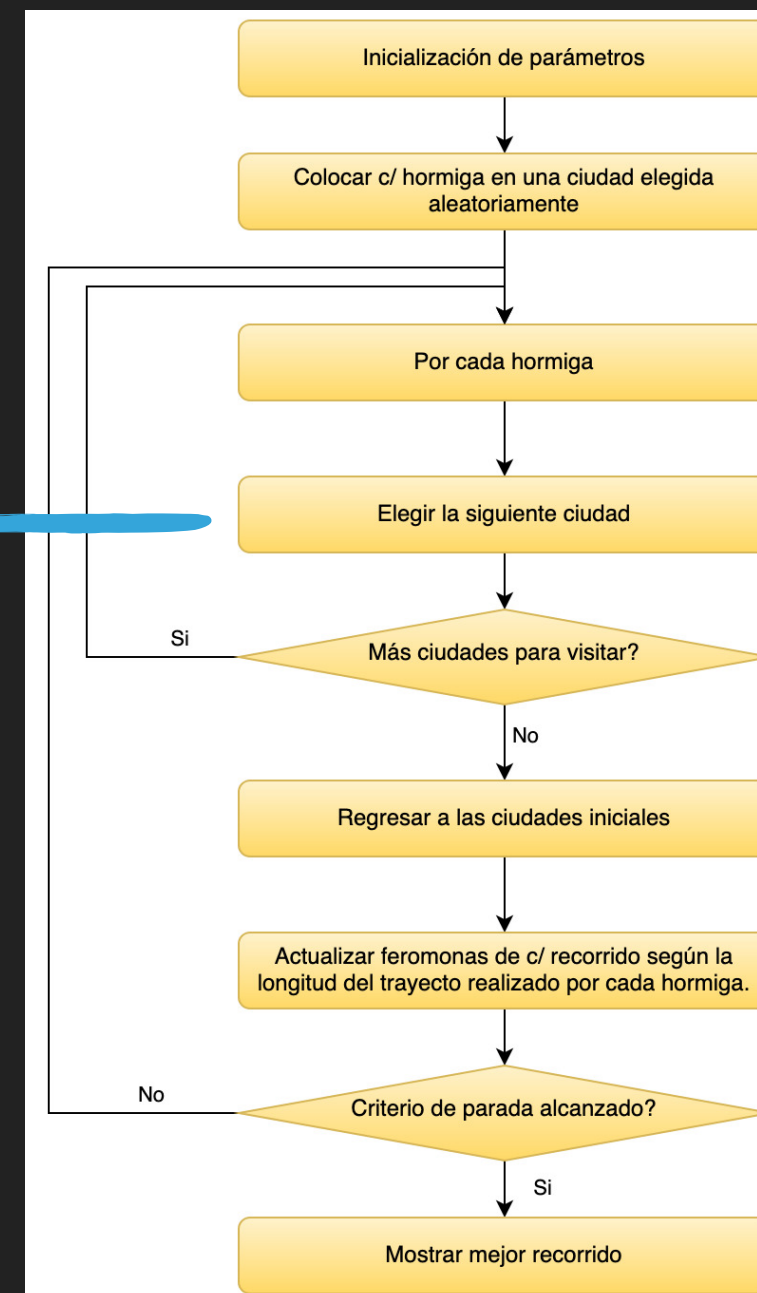 Inicialización de parámetros
Colocar c/ hormiga en una ciudad elegida
aleatoriamente
Por cada hormiga
Elegir la siguiente ciudad
Si
Más ciudades para visitar?
No
Regresar a las ciudades iniciales
Actualizar feromonas de c/ recorrido según la
longitud del trayecto realizado por cada hormiga.
No
Criterio de parada alcanzado?
Si
Mostrar mejor recorrido